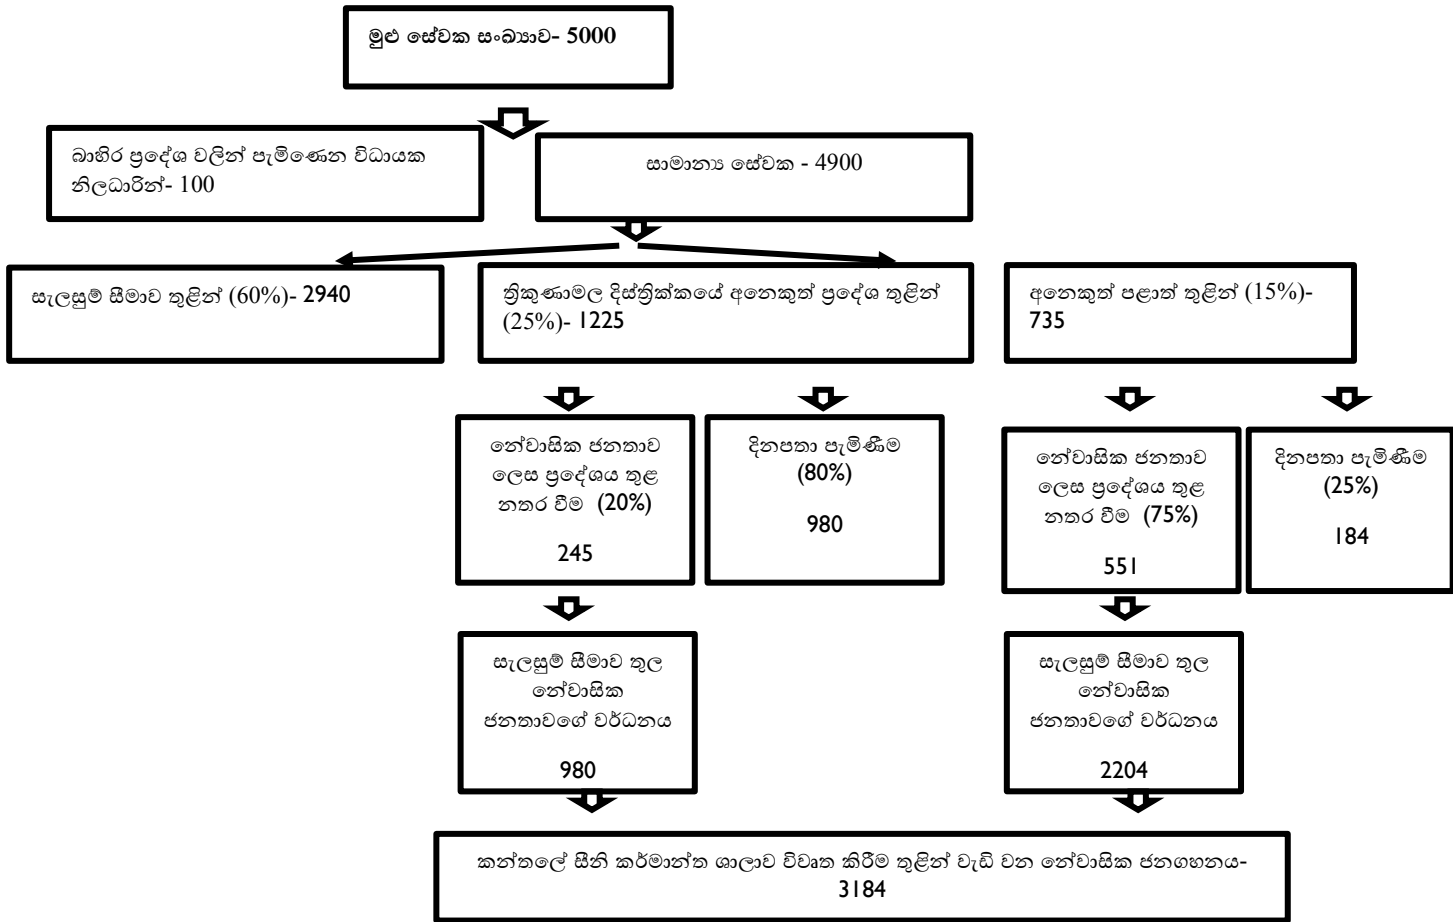 මුළු සේවක සංඛ්‍යාව- 5000
බාහිර ප්‍රදේශ වලින් පැමිණෙන විධායක
නිලධාරින්- 100
සාමාන්‍ය සේවක - 4900
සැලසුම් සීමාව තුළින් (60%)- 2940
ත්‍රිකුණාමල දිස්ත්‍රික්කයේ අනෙකුත් ප්‍රදේශ තුළින්
(25%)- 1225
අනෙකුත් පළාත් තුළින් (15%)-
735
නේවාසික ජනතාව
ලෙස ප්‍රදේශය තුළ
නතර වීම (20%)
245
දිනපතා පැමිණීම
(80%)
980
නේවාසික ජනතාව
ලෙස ප්‍රදේශය තුළ
නතර වීම (75%)
551
දිනපතා පැමිණීම
(25%)
184
සැලසුම් සීමාව තුල
නේවාසික
ජනතාවගේ වර්ධනය
980
සැලසුම් සීමාව තුල
නේවාසික
ජනතාවගේ වර්ධනය
2204
කන්තලේ සීනි කර්මාන්ත ශාලාව විවෘත කිරීම තුළින් වැඩි වන නේවාසික ජනගහනය-
3184